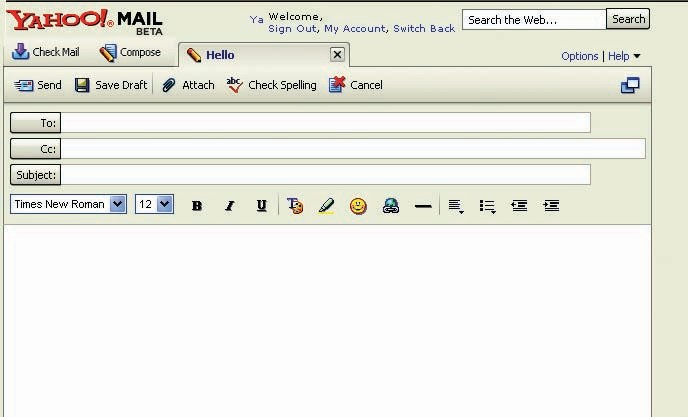 YAHOO! MAIL
BETA
Ya Welcome,
Sign Out, My Account, Switch Back
Search the Web... Search
Check Mail Compose Hello
Options | Help
Send Save Draft Attach abc Check Spelling Cancel
To:
Cc:
Subject:
Times New Roman 12 B I U T